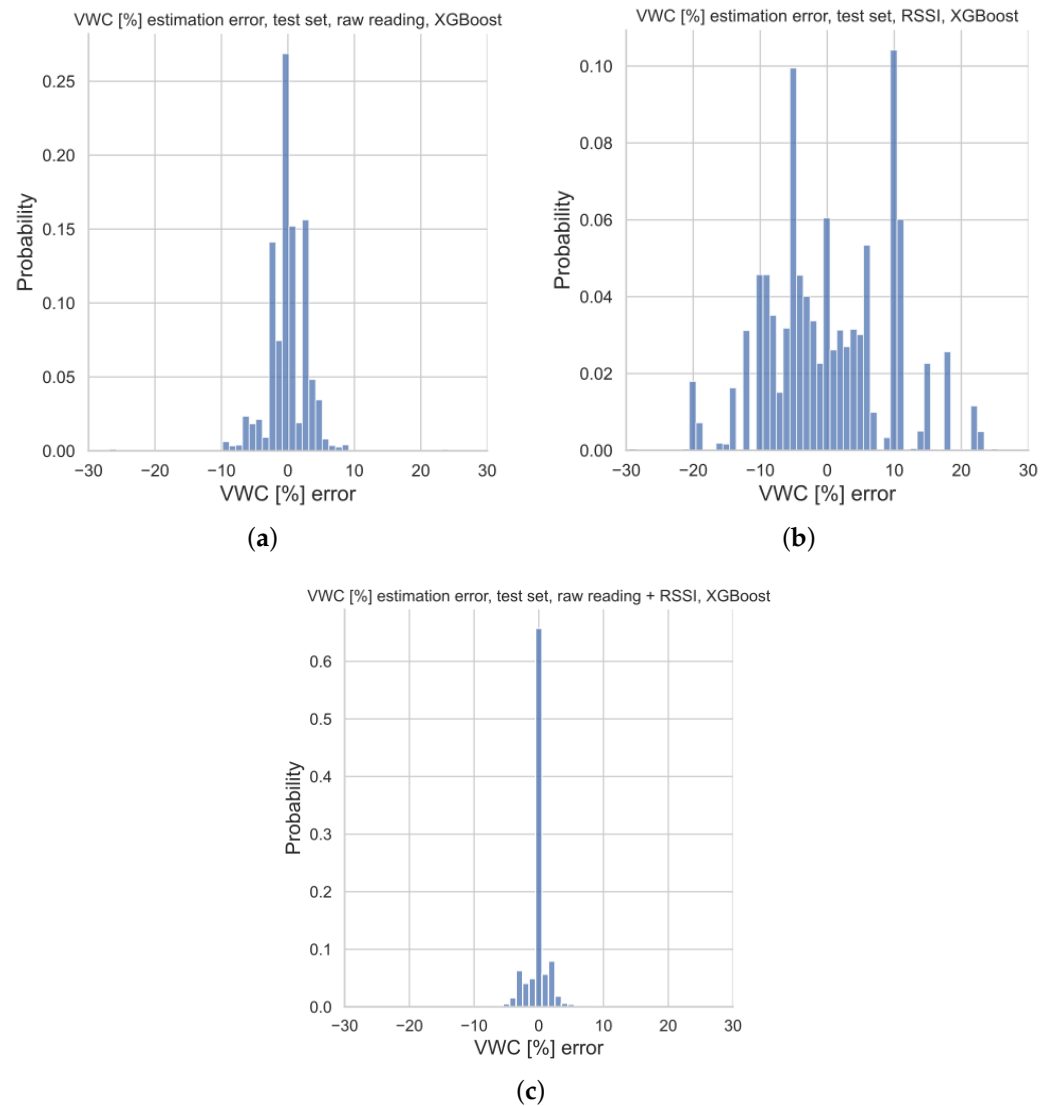 VWC [%] estimation error, test set, raw reading, XGBoost
0.25
0.20
0.15
0.10
0.05
0.00
Probability
−30 −20 −10 0 10 20 30
VWC [%] error
(a)
VWC [%] estimation error, test set, RSSI, XGBoost
0.10
0.08
0.06
0.04
0.02
0.00
Probability
−30 −20 −10 0 10 20 30
VWC [%] error
(b)
VWC [%] estimation error, test set, raw reading + RSSI, XGBoost
0.6
0.5
0.4
0.3
0.2
0.1
0.0
Probability
−30 −20 −10 0 10 20 30
VWC [%] error
(c)